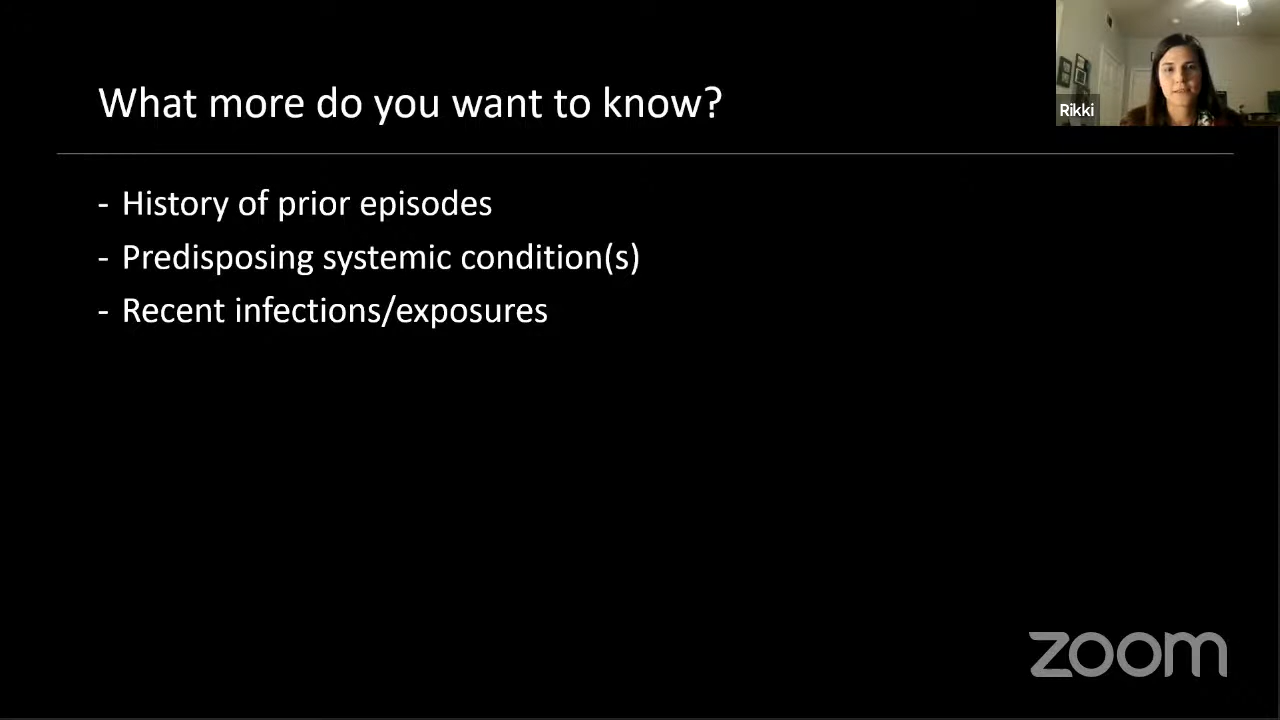 What more do you want to know?
Rikki
- History of prior episodes
- Predisposing systemic condition(s)
- Recent infections/exposures
zoom